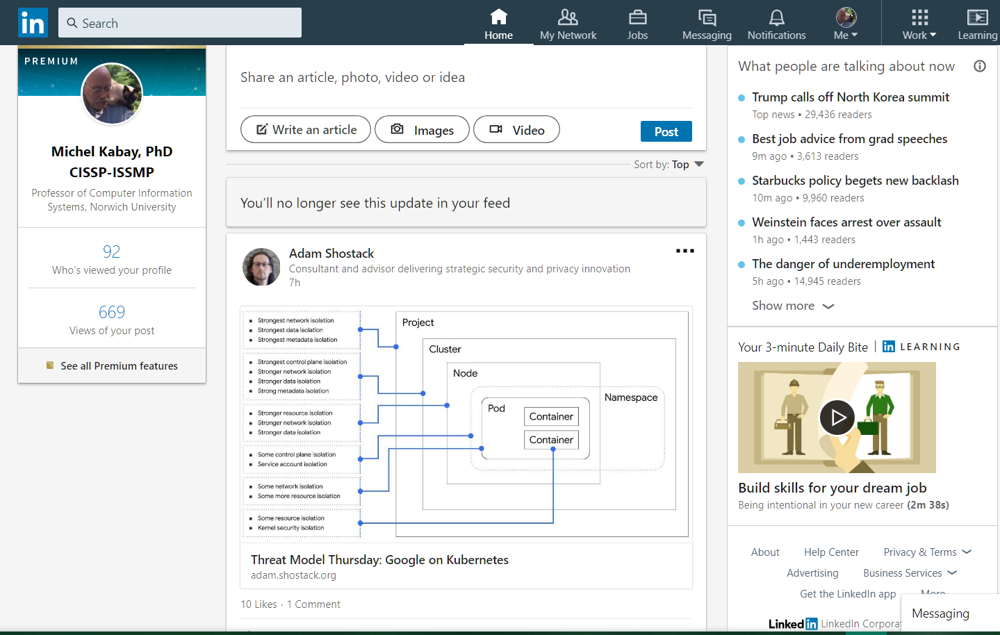 in
Search
Home
My Network
Jobs
Messaging
Notifications
Me
Work
Learning
PREMIUM
Michel Kabay, PhD
CISSP-ISSMP
Professor of Computer Information
Systems, Norwich University
92
Who's viewed your profile
669
Views of your post
See all Premium features
Share an article, photo, video or idea
Write an article
Images
Video
Post
Sort by: Top
You'll no longer see this update in your feed
Adam Shostack
Consultant and advisor delivering strategic security and privacy innovation
7h
Strongest network isolation
Strongest data isolation
Strongest metadata isolation
Strongest control plane isolation
Stronger network isolation
Stronger data isolation
Strong metadata isolation
Stronger resource isolation
Stronger network isolation
Stronger data isolation
Some control plane isolation
Service account isolation
Some network isolation
Some more resource isolation
Some resource isolation
Kernel security isolation
Project
Cluster
Node
Namespace
Pod
Container
Container
Threat Model Thursday: Google on Kubernetes
adam.shostack.org
10 Likes · 1 Comment
What people are talking about now
Trump calls off North Korea summit
Top news • 29,436 readers
Best job advice from grad speeches
9m ago • 3,613 readers
Starbucks policy begets new backlash
10m ago • 9,960 readers
Weinstein faces arrest over assault
1h ago • 1,443 readers
The danger of underemployment
5h ago • 14,945 readers
Show more
Your 3-minute Daily Bite | in LEARNING
Build skills for your dream job
Being intentional in your new career (2m 38s)
About Help Center Privacy & Terms
Advertising Business Services
Get the LinkedIn app More
Linkedin LinkedIn Corporat
Messaging